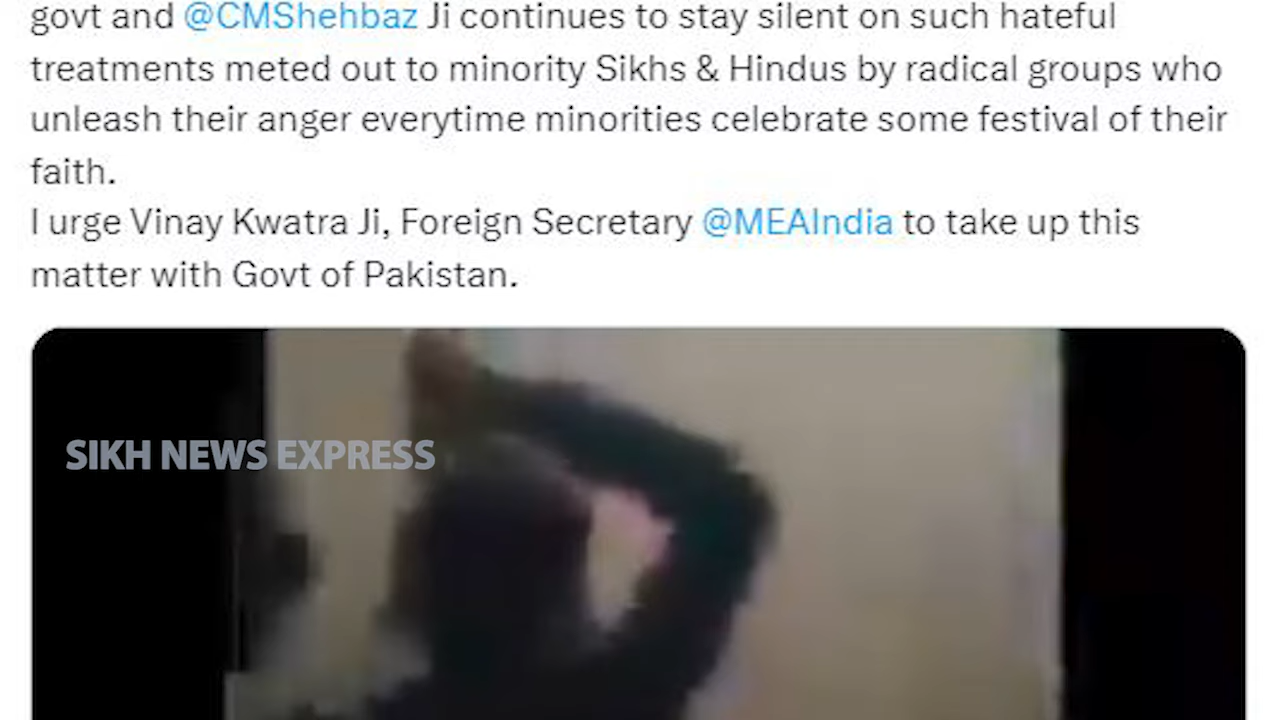 govt and @CMShehbaz Ji continues to stay silent on such hateful
treatments meted out to minority Sikhs & Hindus by radical groups who
unleash their anger everytime minorities celebrate some festival of their
faith.
I urge Vinay Kwatra Ji, Foreign Secretary @MEAIndia to take up this
matter with Govt of Pakistan.
SIKH NEWS EXPRESS